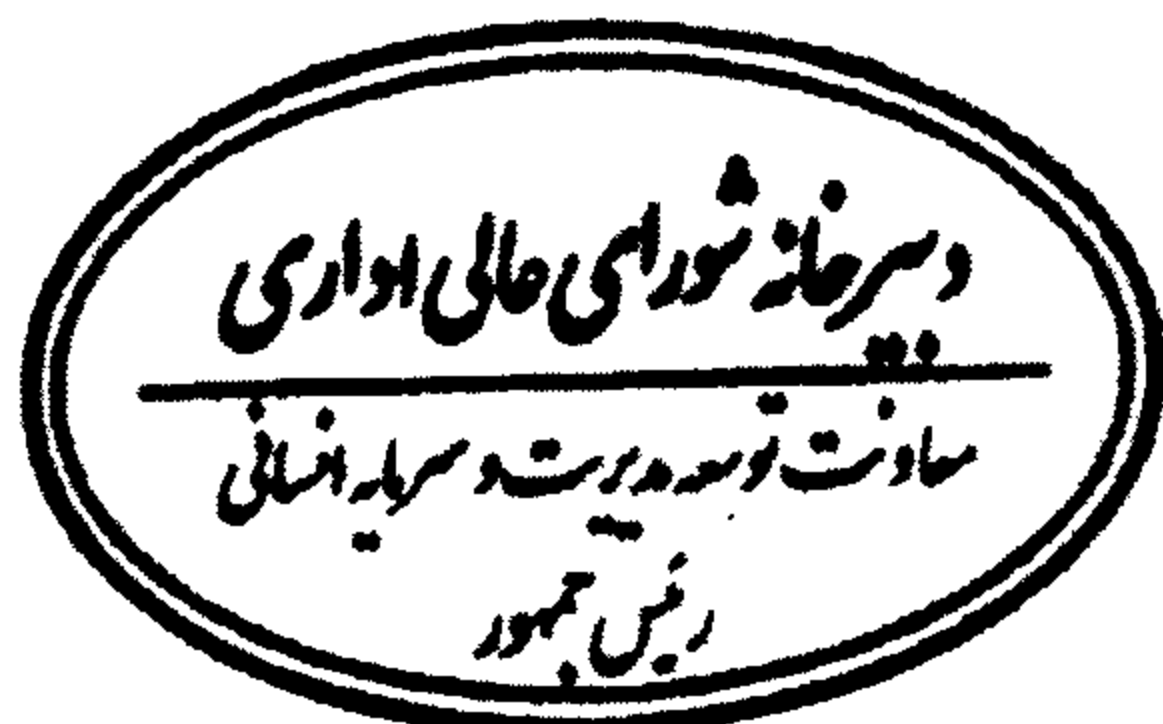 دبیرخانه شورای عالی اداری
معاونت توسعه مدیریت و سرمایه انسانی
رئیس جمهور